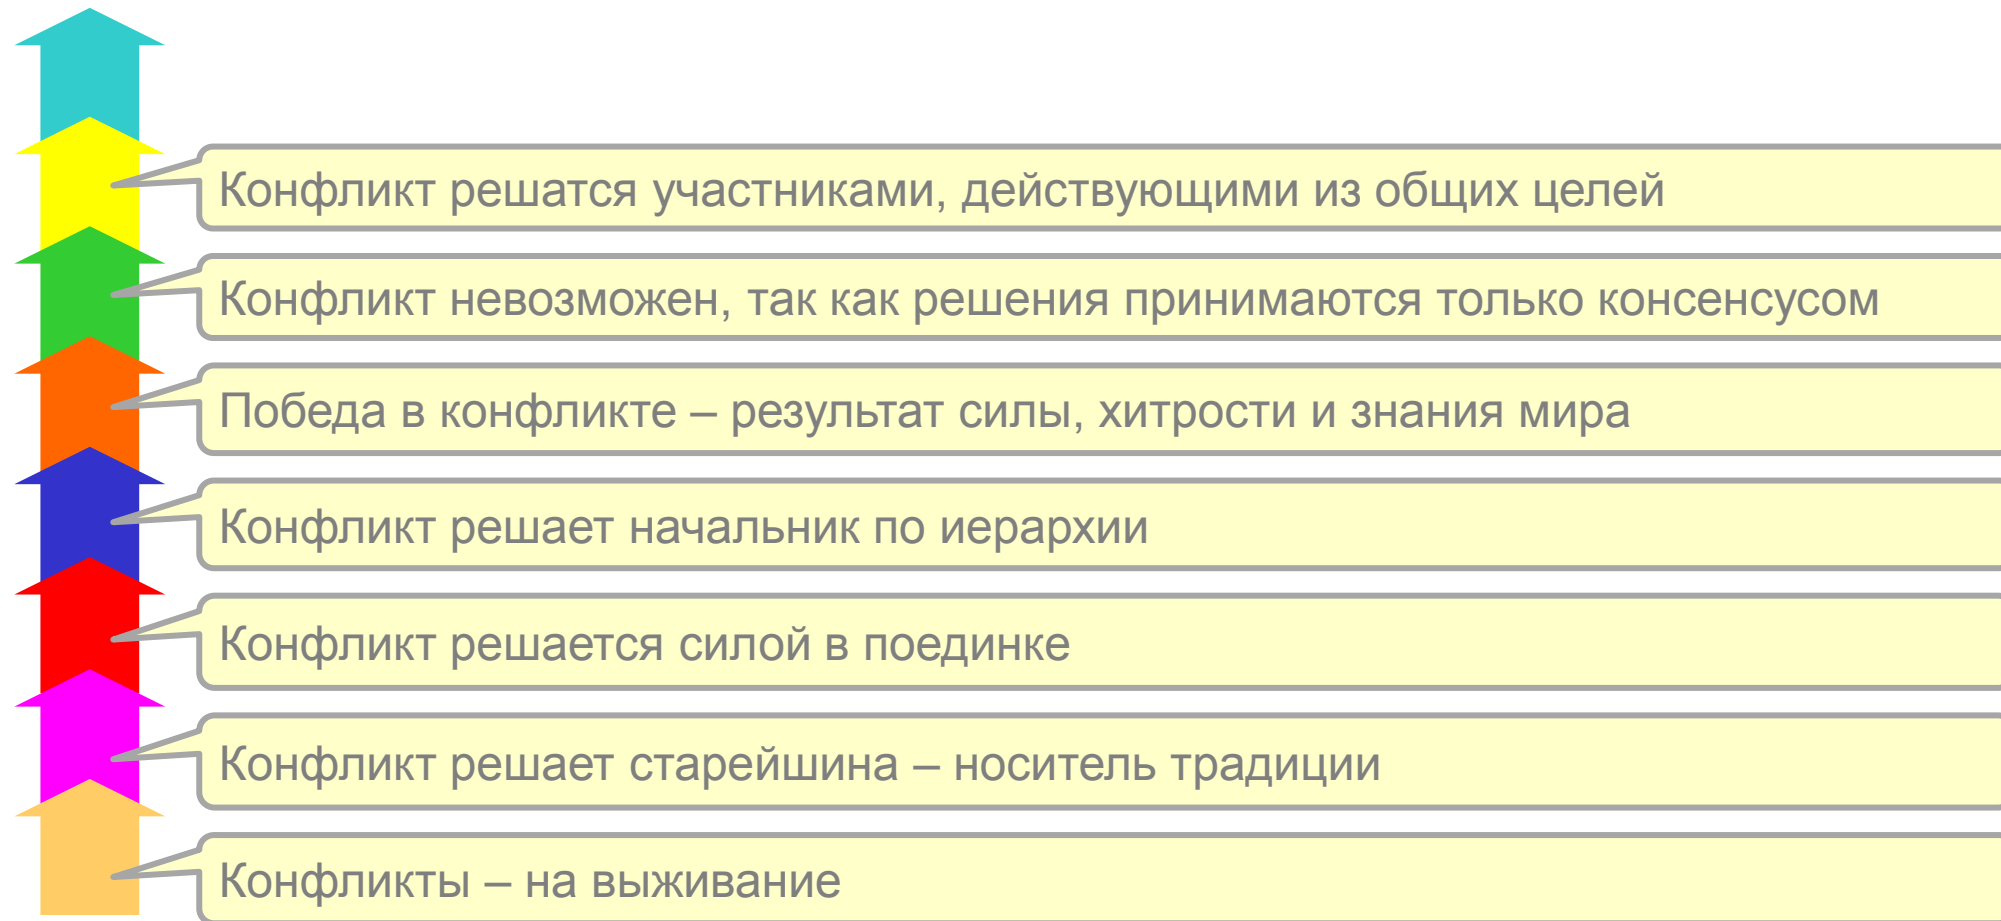 Конфликт решатся участниками, действующими из общих целей
Конфликт невозможен, так как решения принимаются только консенсусом
Победа в конфликте – результат силы, хитрости и знания мира
Конфликт решает начальник по иерархии
Конфликт решается силой в поединке
Конфликт решает старейшина – носитель традиции
Конфликты – на выживание